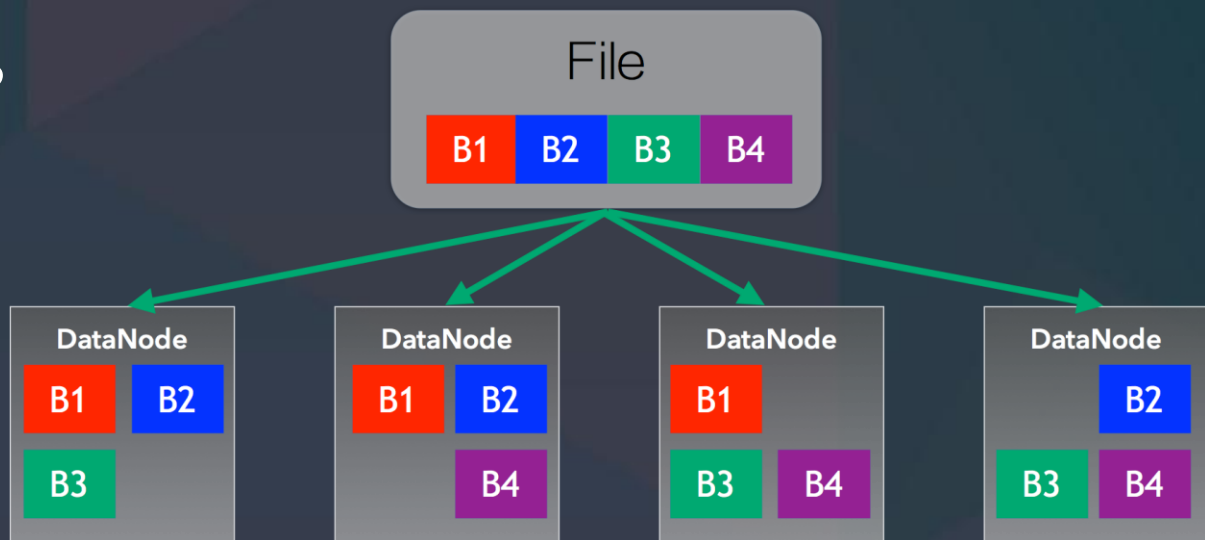 File
B1 B2 B3 B4
DataNode DataNode DataNode DataNode
B1 B2 B1 B2 B1 B2
B3 B4 B3 B4 B3 B4